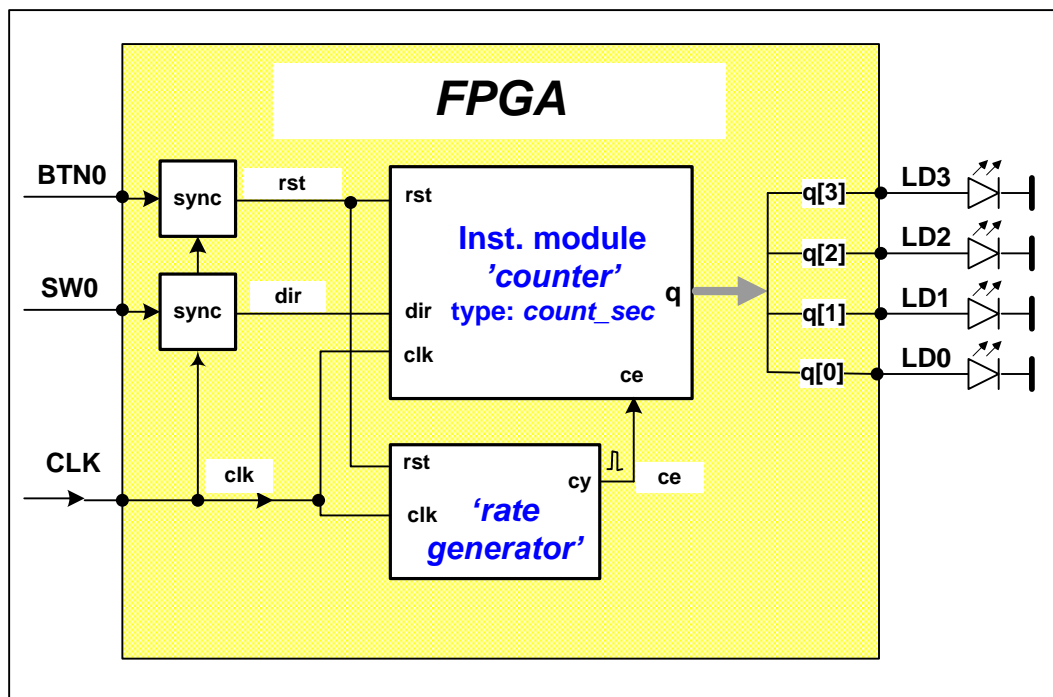 FPGA
BTN0
sync
rst
rst
Inst. module
'counter'
type: count_sec
q
SW0
sync
dir
dir
clk
ce
q[3]
LD3
q[2]
LD2
q[1]
LD1
q[0]
LD0
CLK
clk
rst
clk
cy
ce
‘rate
generator’